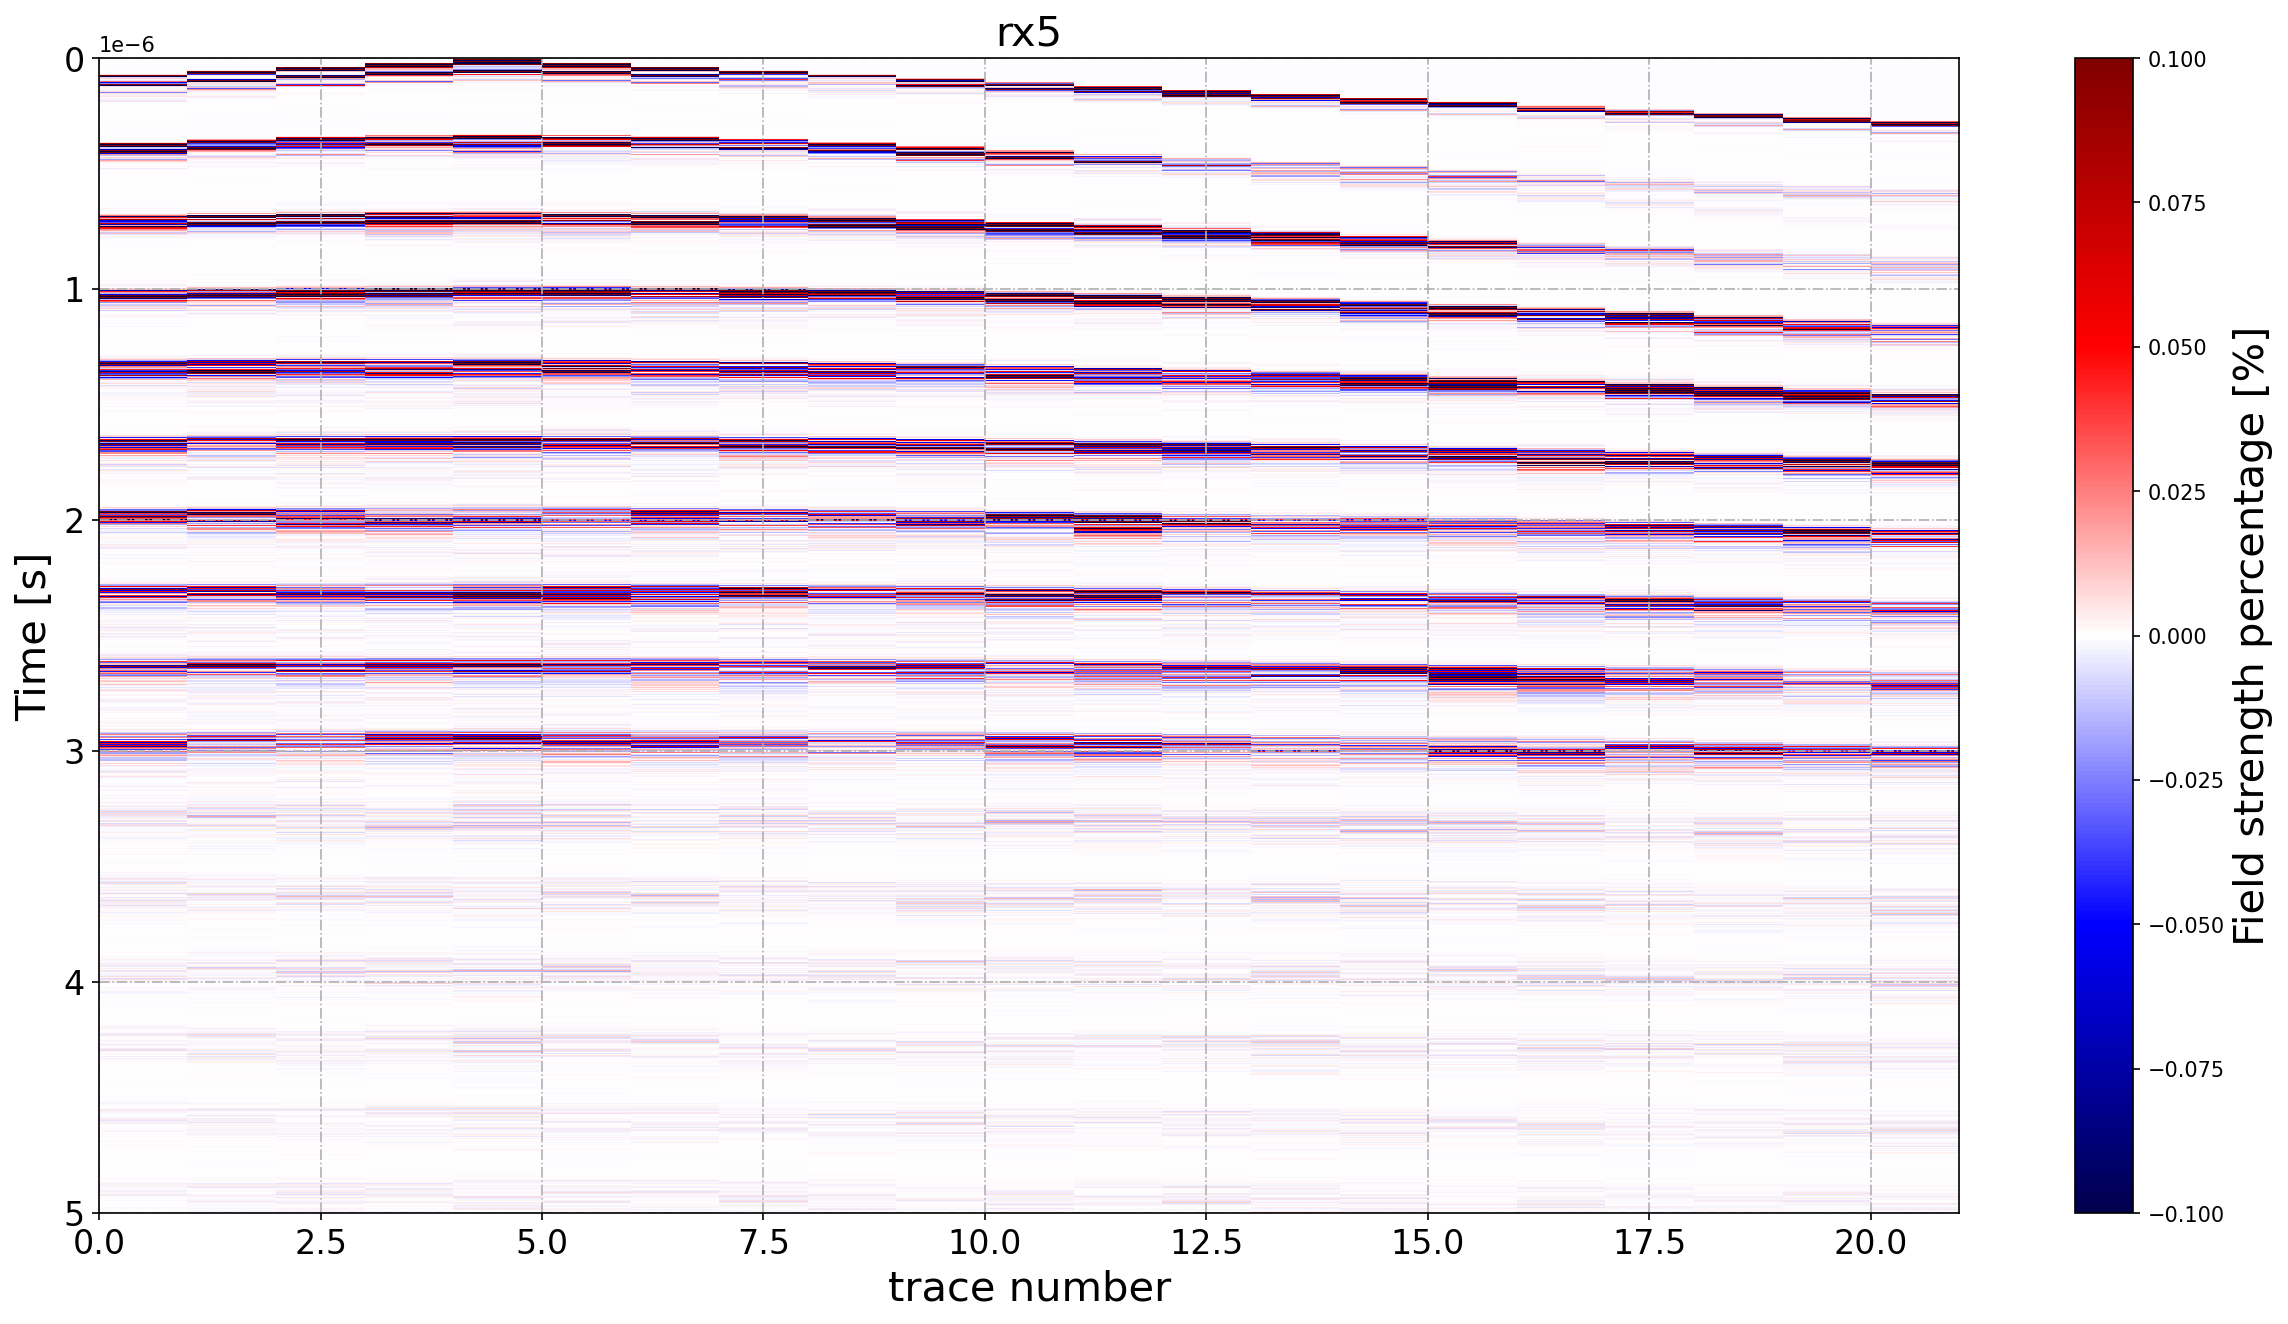 rx5
1e−6
0
1
2
3
4
5
Time [s]
0.0 2.5 5.0 7.5 10.0 12.5 15.0 17.5 20.0
trace number
0.100
0.075
0.050
0.025
0.000
−0.025
−0.050
−0.075
−0.100
Field strength percentage [%]